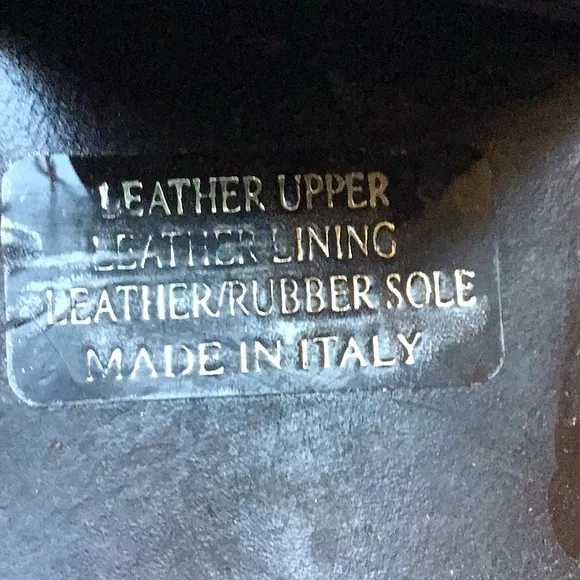 LEATHER UPPER
LEATHER LINING
LEATHER/RUBBER SOLE
MADE IN ITALY